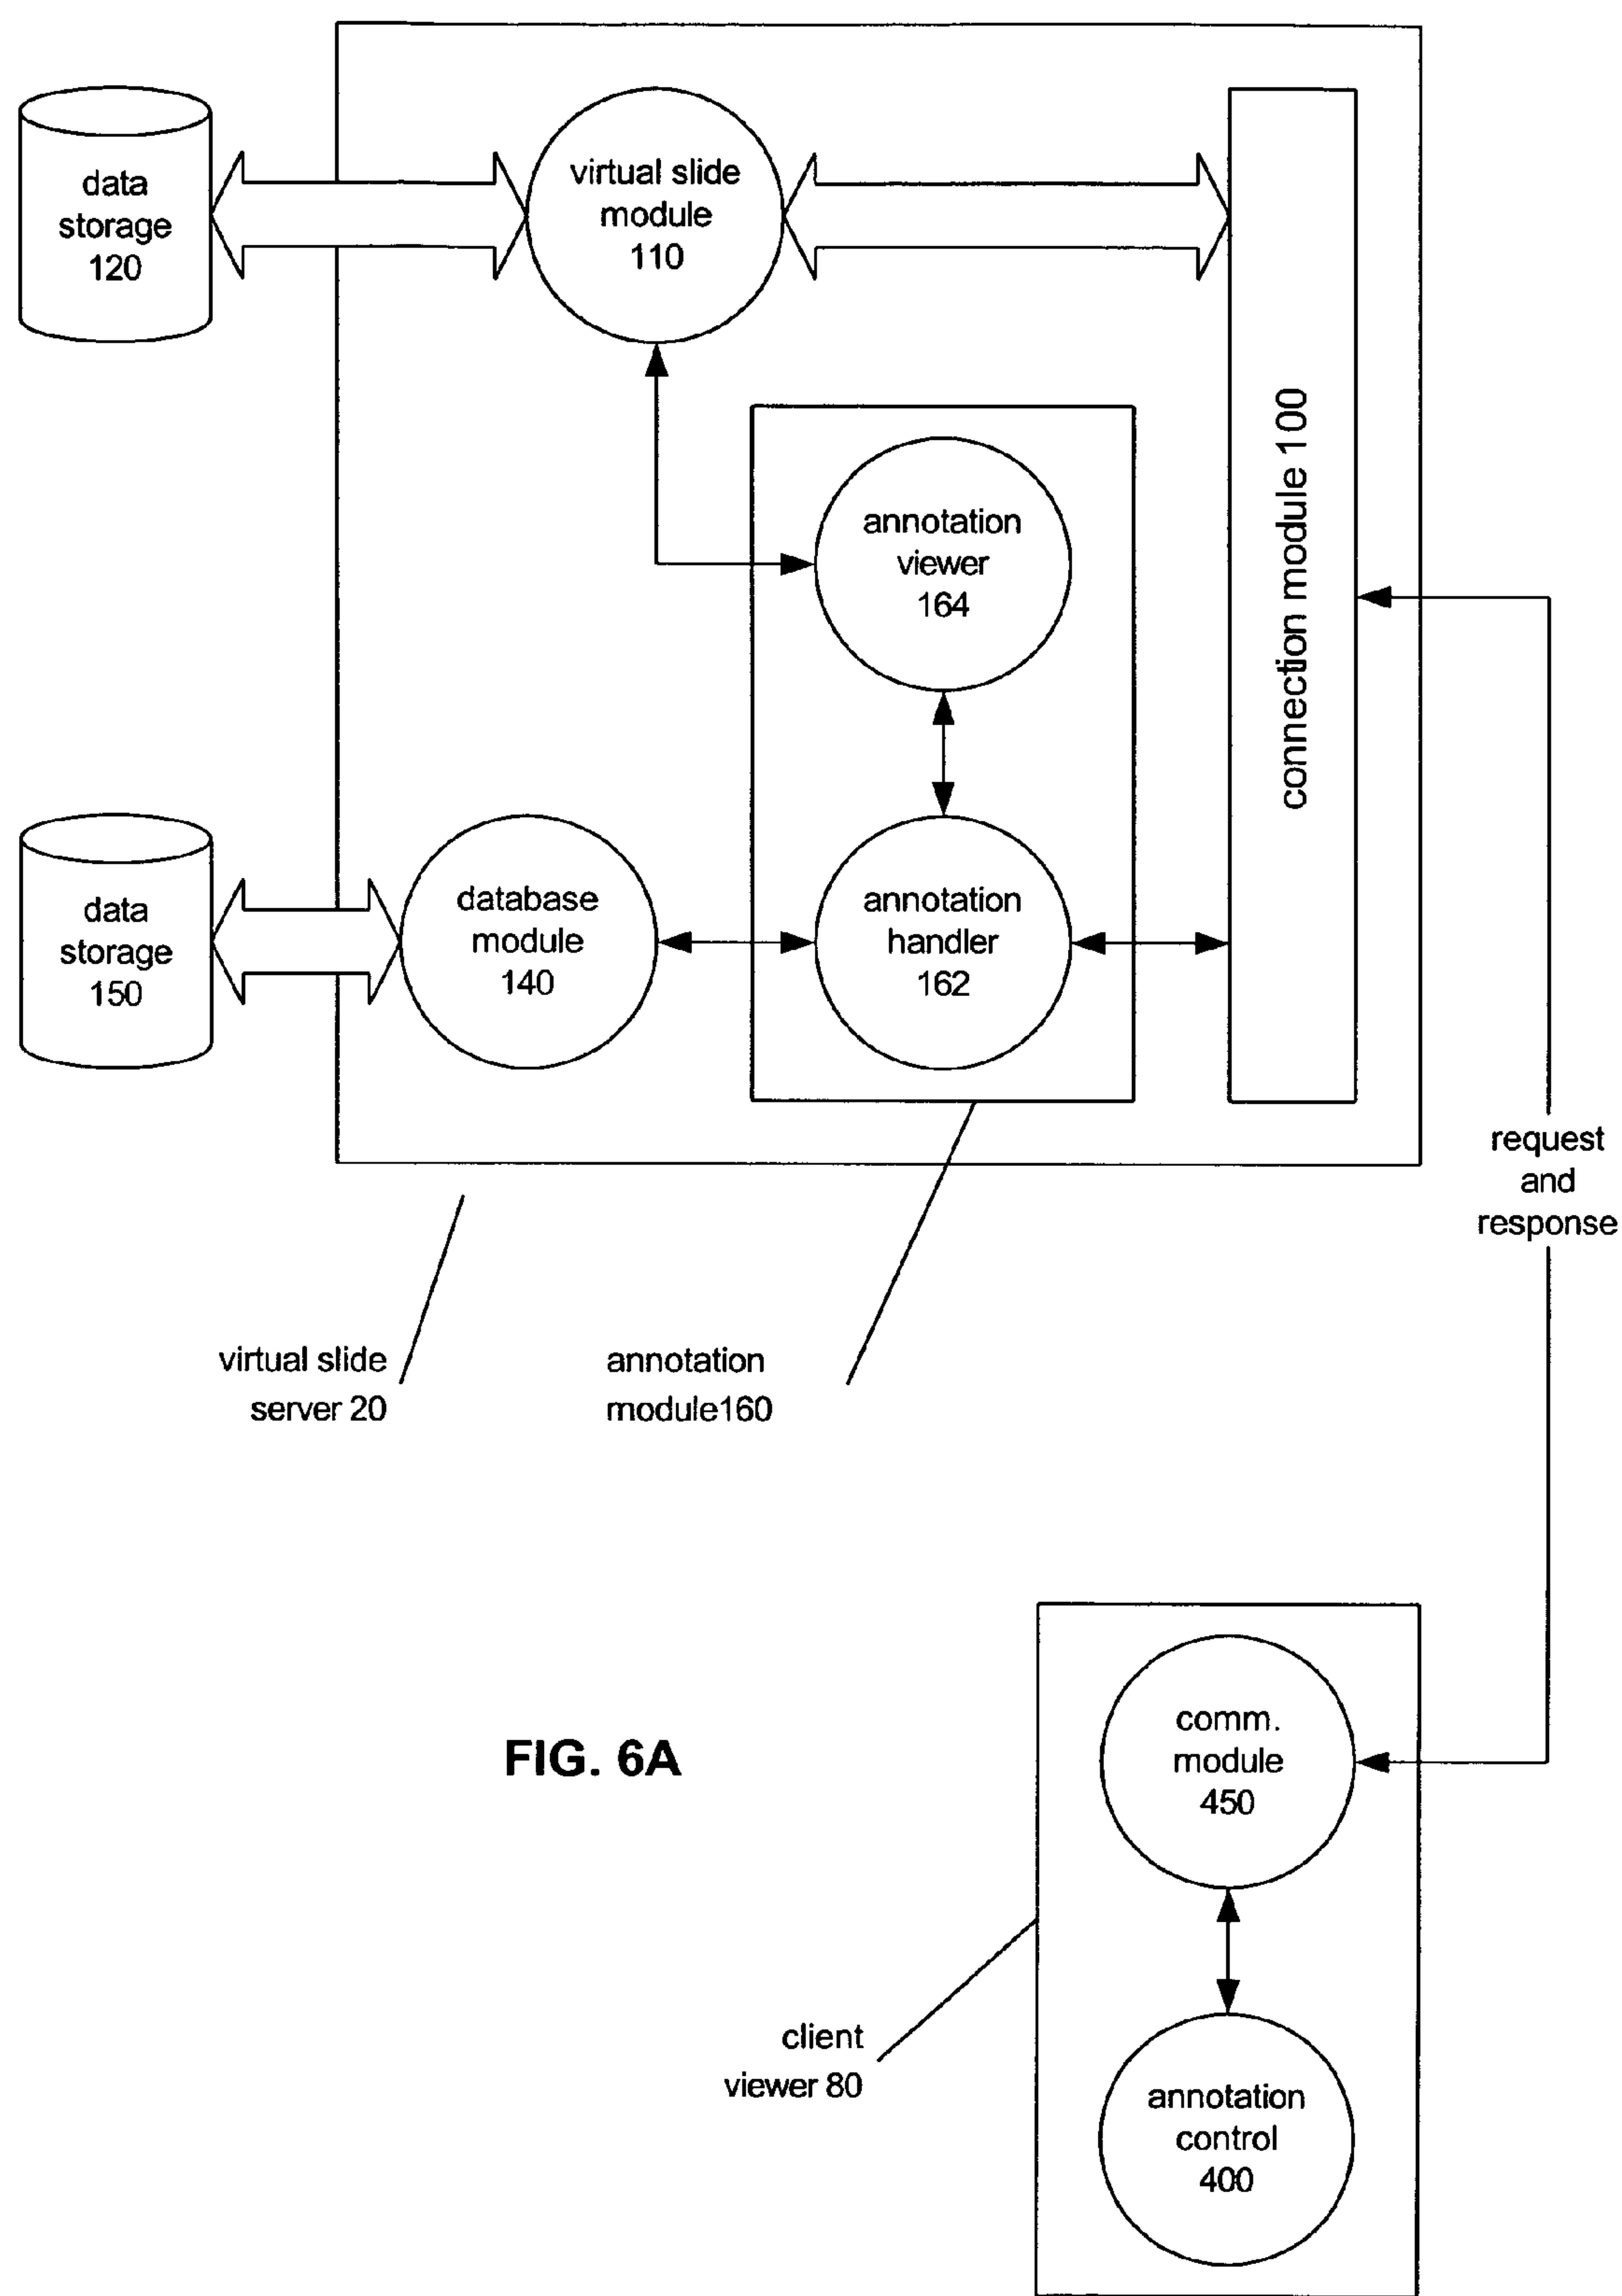 data
storage
120
virtual slide
module
110
connection module 100
annotation
viewer
164
data
storage
150
database
module
140
annotation
handler
162
request
and
response
virtual slide
server 20
annotation
module160
FIG. 6A
comm.
module
450
client
viewer 80
annotation
control
400